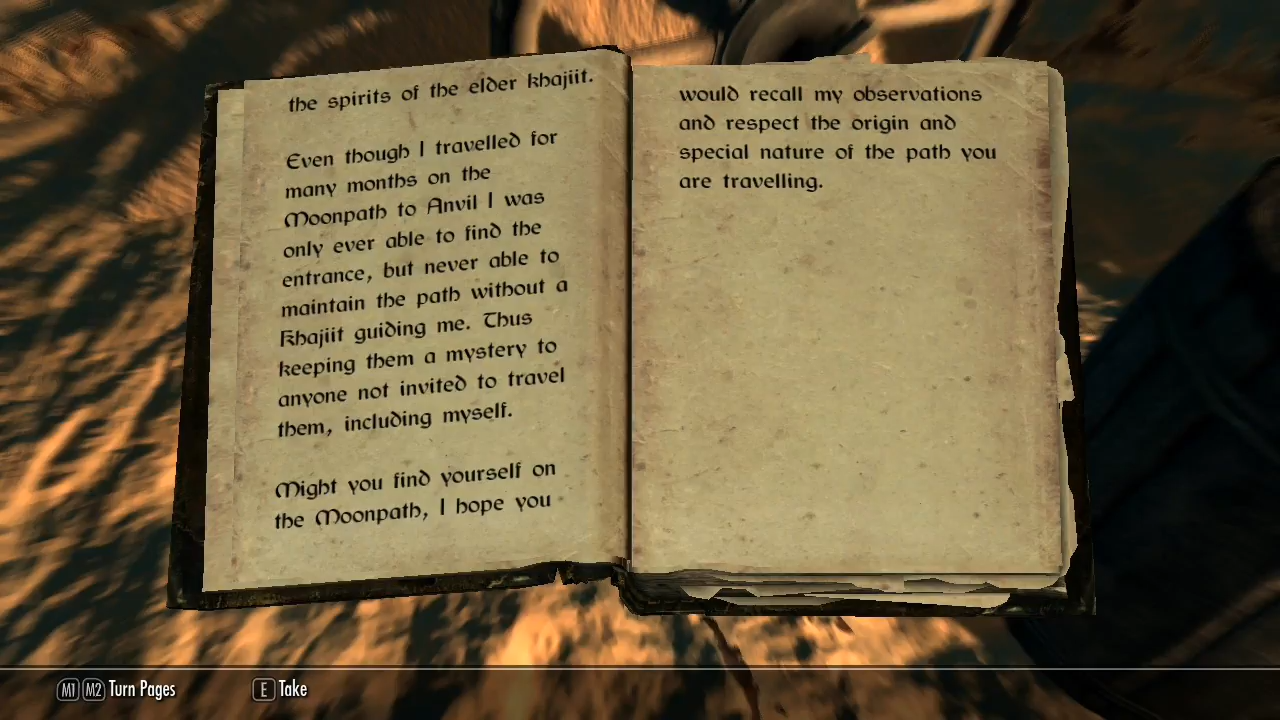 the spirits of the elder khajiit.
Even though I travelled for
many months on the
Moonpath to Anvil I was
only ever able to find the
entrance, but never able to
maintain the path without a
Khajiit guiding me. Thus
keeping them a mystery to
anyone not invited to travel
them, including myself.
Might you find yourself on
the Moonpath, I hope you
would recall my observations
and respect the origin and
special nature of the path you
are travelling.
M1 M2 Turn Pages
E Take